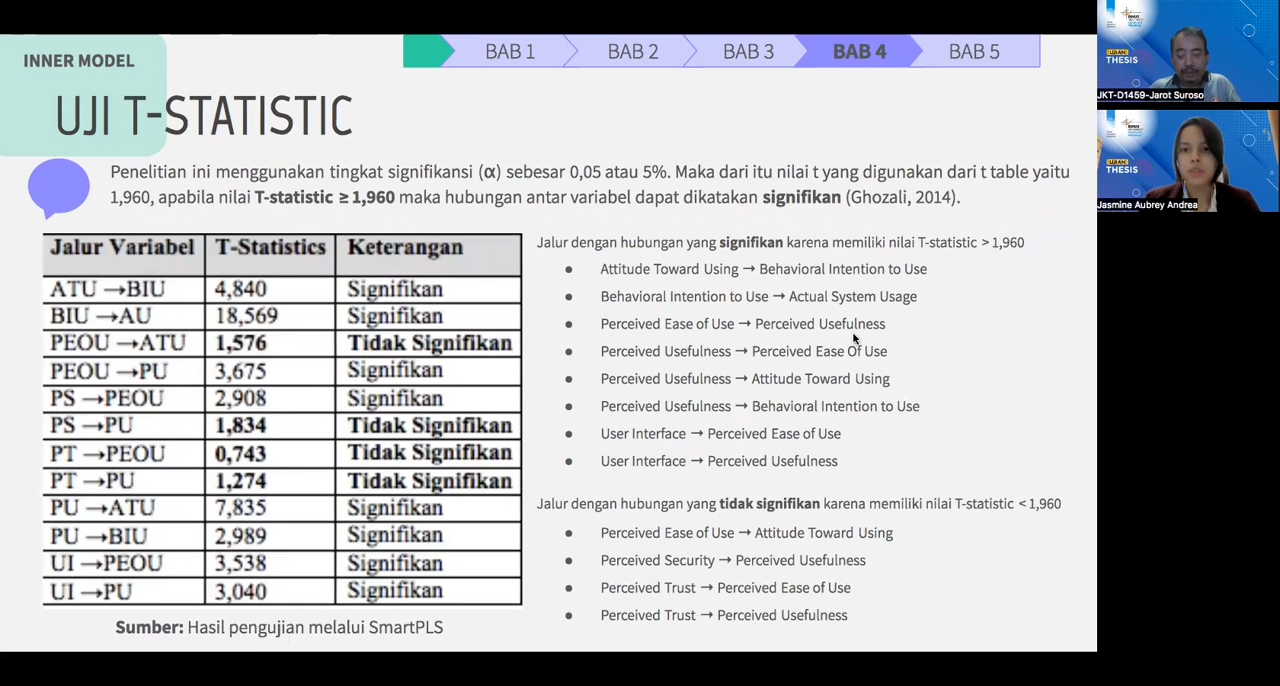 INNER MODEL
BAB 1
BAB 2
BAB 3
BAB 4
BAB 5
UJI T-STATISTIC
Penelitian ini menggunakan tingkat signifikansi (α) sebesar 0,05 atau 5%. Maka dari itu nilai t yang digunakan dari t table yaitu
1,960, apabila nilai T-statistic ≥ 1,960 maka hubungan antar variabel dapat dikatakan signifikan (Ghozali, 2014).
Jalur Variabel T-Statistics Keterangan
ATU →BIU 4,840 Signifikan
BIU →AU 18,569 Signifikan
PEOU →ATU 1,576 Tidak Signifikan
PEOU →PU 3,675 Signifikan
PS →PEOU 2,908 Signifikan
PS →PU 1,834 Tidak Signifikan
PT →PEOU 0,743 Tidak Signifikan
PT →PU 1,274 Tidak Signifikan
PU →ATU 7,835 Signifikan
PU →BIU 2,989 Signifikan
UI →PEOU 3,538 Signifikan
UI →PU 3,040 Signifikan
Sumber: Hasil pengujian melalui SmartPLS
Jalur dengan hubungan yang signifikan karena memiliki nilai T-statistic > 1,960
● Attitude Toward Using → Behavioral Intention to Use
● Behavioral Intention to Use → Actual System Usage
● Perceived Ease of Use → Perceived Usefulness
● Perceived Usefulness → Perceived Ease Of Use
● Perceived Usefulness → Attitude Toward Using
● Perceived Usefulness → Behavioral Intention to Use
● User Interface → Perceived Ease of Use
● User Interface → Perceived Usefulness
Jalur dengan hubungan yang tidak signifikan karena memiliki nilai T-statistic < 1,960
● Perceived Ease of Use → Attitude Toward Using
● Perceived Security → Perceived Usefulness
● Perceived Trust → Perceived Ease of Use
● Perceived Trust → Perceived Usefulness
UJIAN
THESIS
JKT-D1459-Jarot Suroso
UJIAN
THESIS
Jasmine Aubrey Andrea